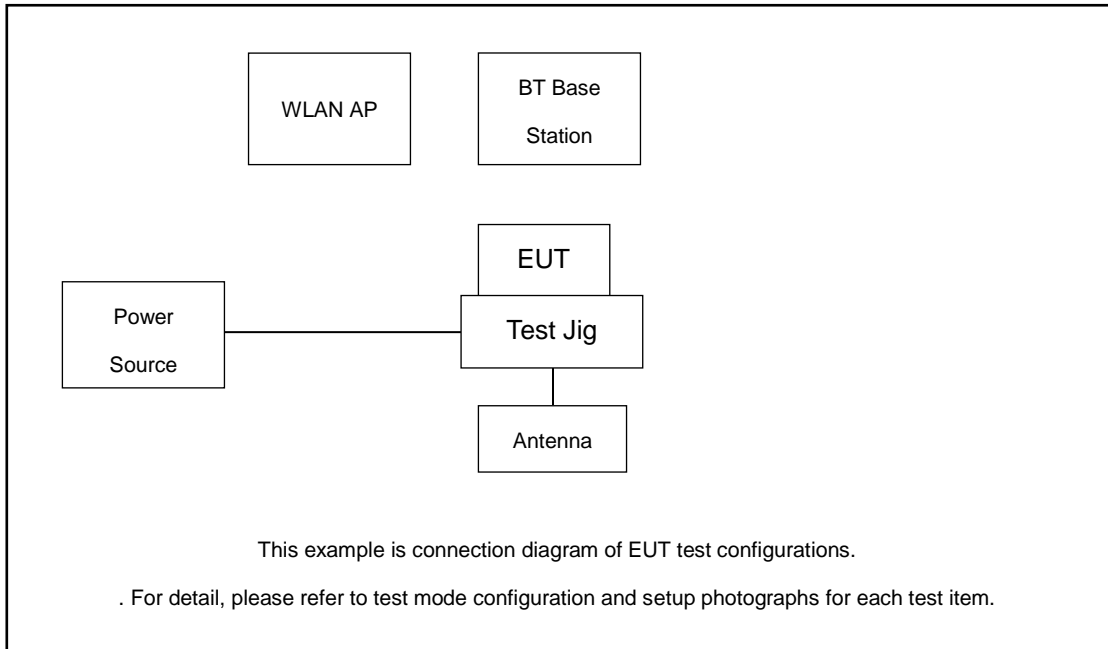 WLAN AP
BT Base
Station
EUT
Power
Source
Test Jig
Antenna
This example is connection diagram of EUT test configurations.
. For detail, please refer to test mode configuration and setup photographs for each test item.